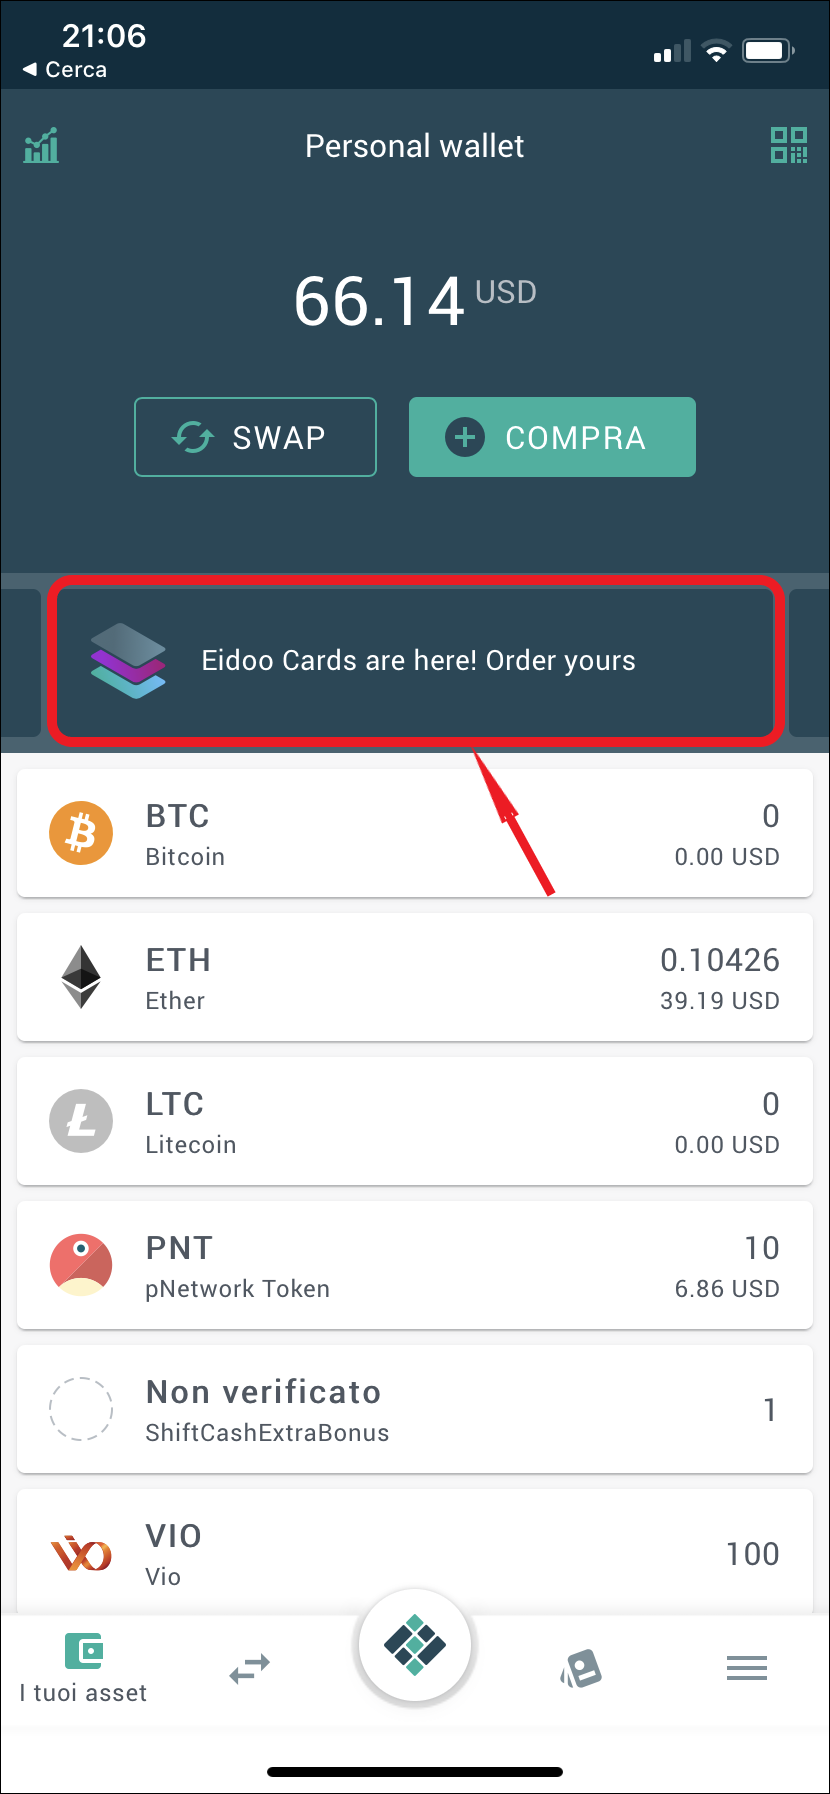 21:06
◀ Cerca
Personal wallet
66.14 USD
SWAP
COMPRA
Eidoo Cards are here! Order yours
BTC
0
Bitcoin
0.00 USD
ETH
0.10426
Ether
39.19 USD
LTC
0
Litecoin
0.00 USD
PNT
10
pNetwork Token
6.86 USD
Non verificato
1
ShiftCashExtraBonus
VIO
100
Vio
I tuoi asset